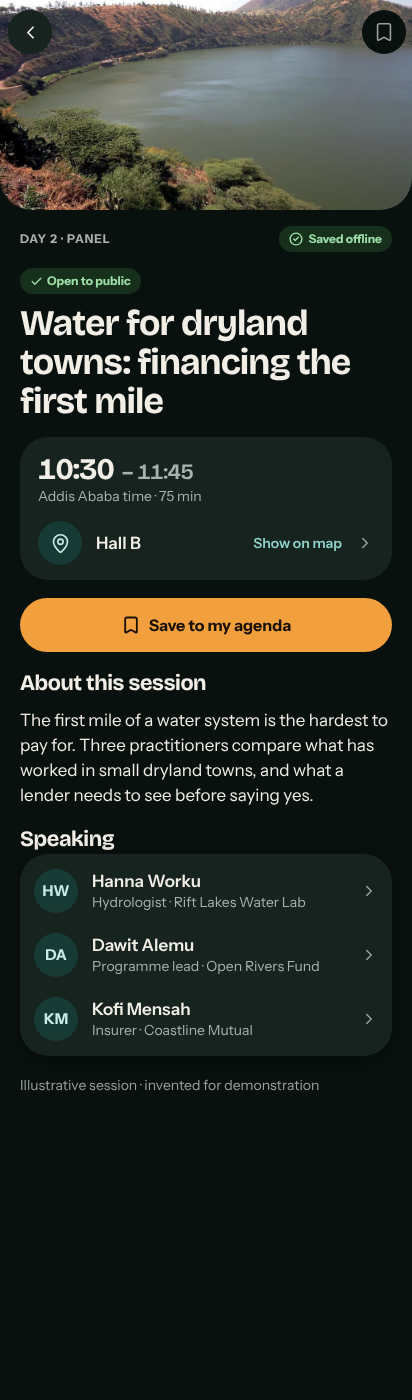 DAY 2 · PANEL
Saved offline
Open to public
Water for dryland
towns: financing the
first mile
10:30 – 11:45
Addis Ababa time · 75 min
Hall B
Show on map
Save to my agenda
About this session
The first mile of a water system is the hardest to
pay for. Three practitioners compare what has
worked in small dryland towns, and what a
lender needs to see before saying yes.
Speaking
HW
Hanna Worku
Hydrologist · Rift Lakes Water Lab
DA
Dawit Alemu
Programme lead · Open Rivers Fund
KM
Kofi Mensah
Insurer · Coastline Mutual
Illustrative session · invented for demonstration